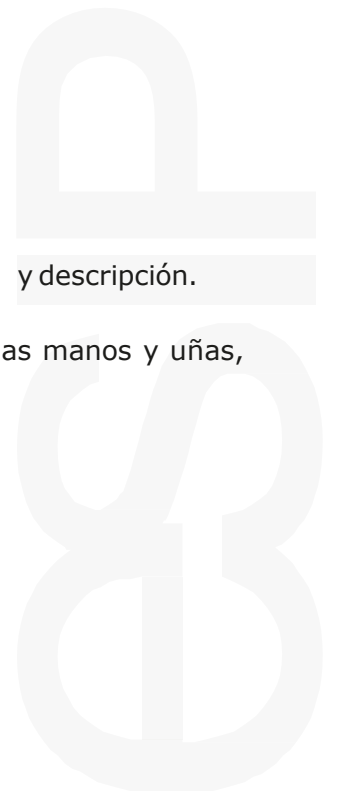 y descripción.
as manos y uñas,